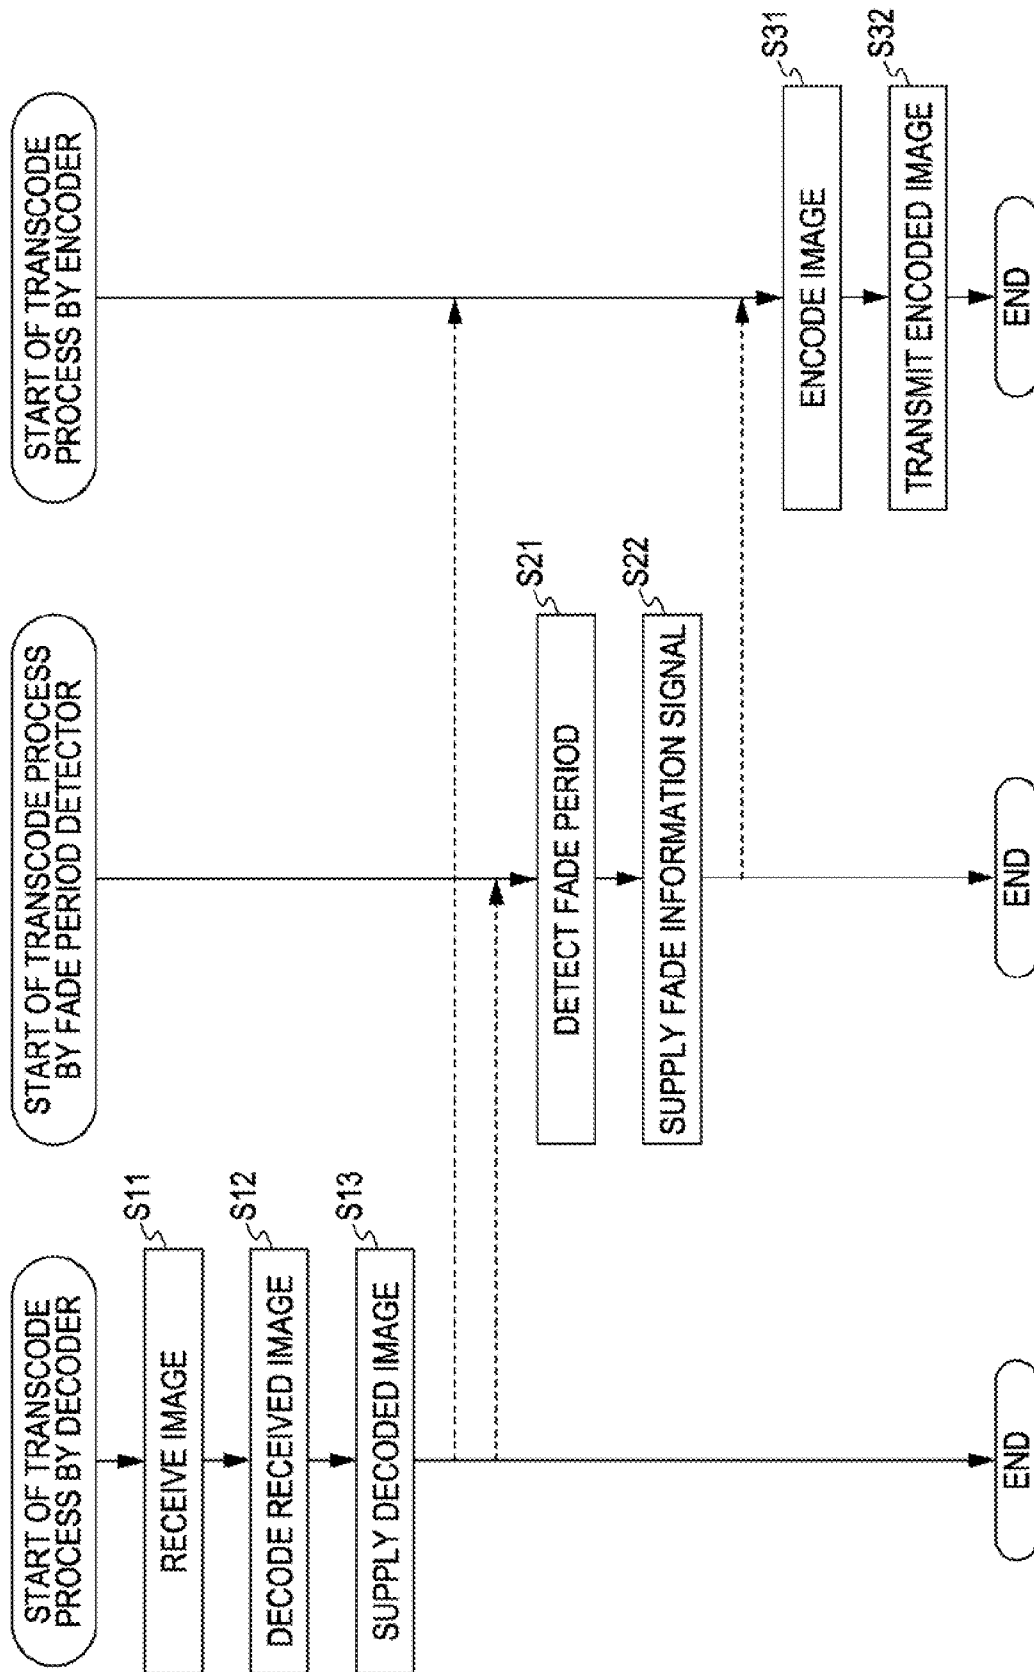 START OF TRANSCODE
PROCESS BY DECODER
S11
RECEIVE IMAGE
S12
DECODE RECEIVED IMAGE
S13
SUPPLY DECODED IMAGE
END
START OF TRANSCODE PROCESS
BY FADE PERIOD DETECTOR
S21
DETECT FADE PERIOD
S22
SUPPLY FADE INFORMATION SIGNAL
END
START OF TRANSCODE
PROCESS BY ENCODER
S31
ENCODE IMAGE
S32
TRANSMIT ENCODED IMAGE
END